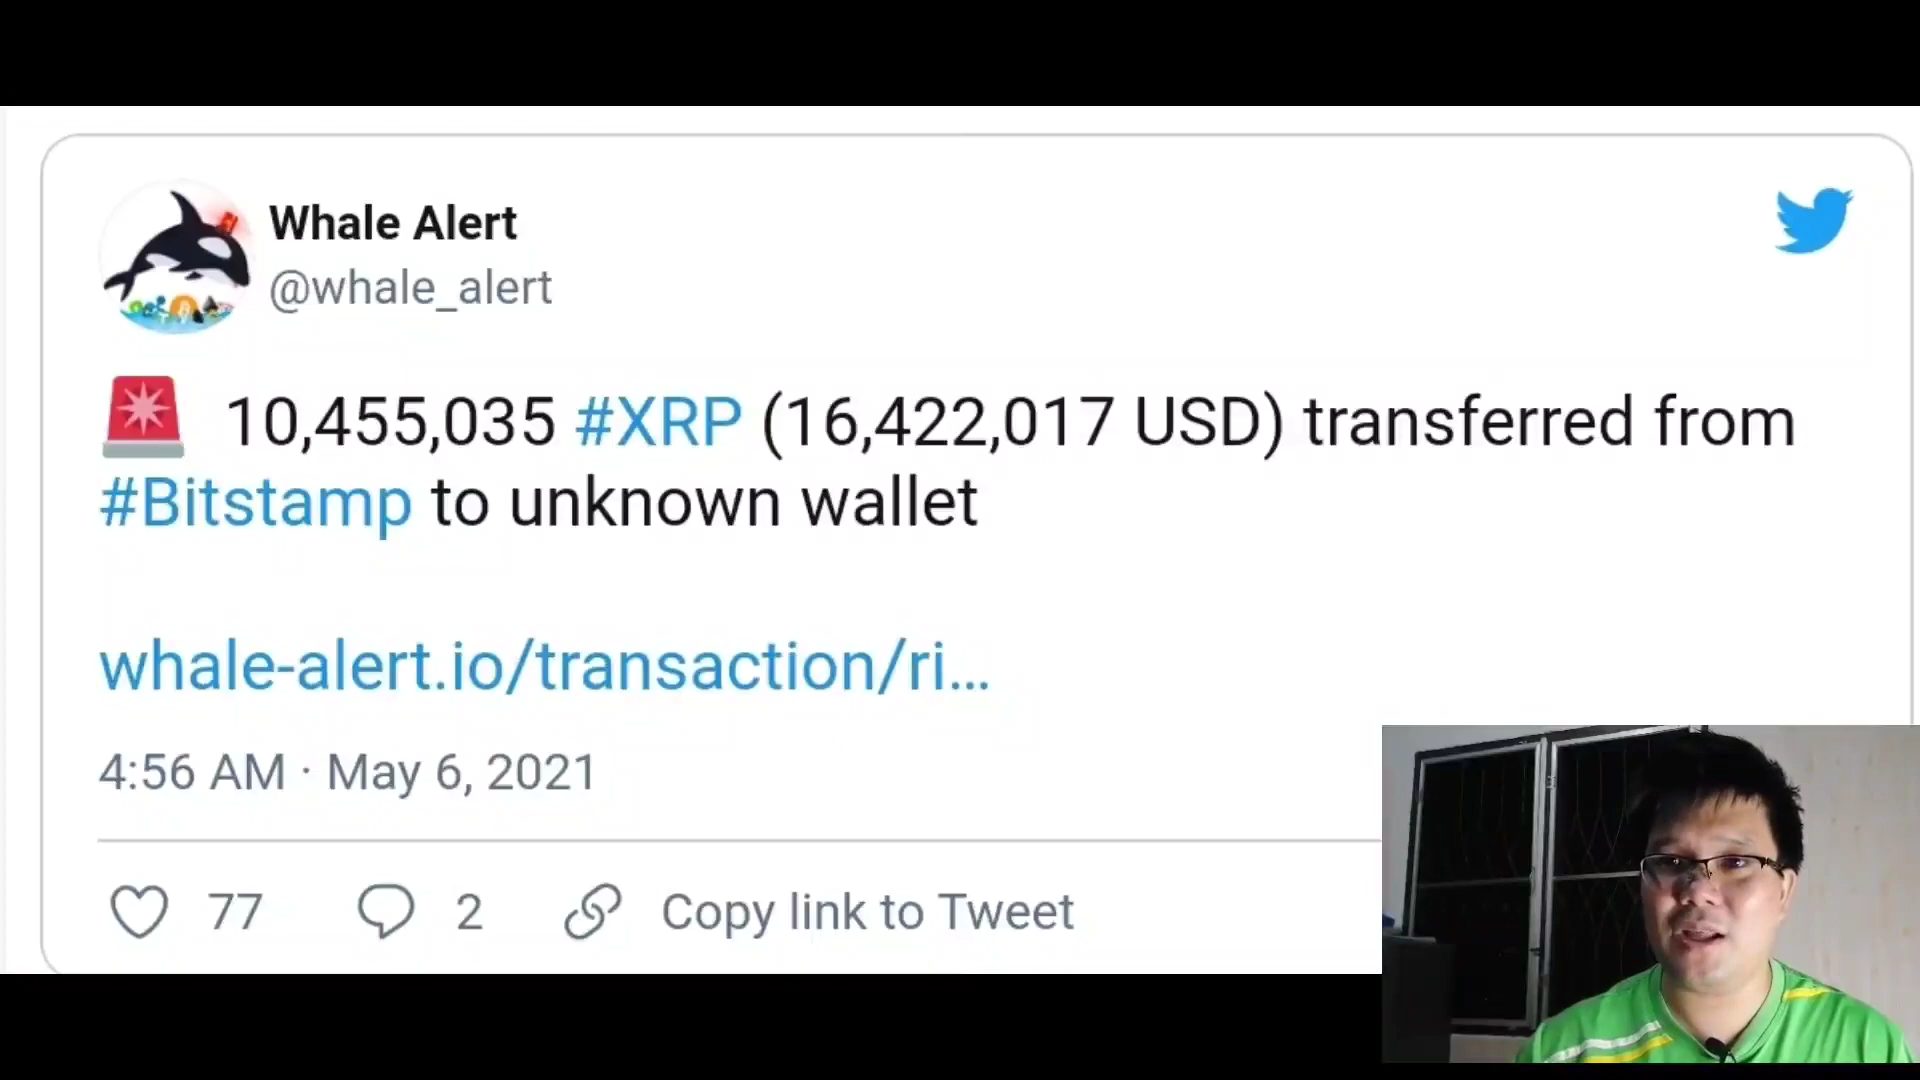 Whale Alert
@whale_alert
🚨 10,455,035 #XRP (16,422,017 USD) transferred from
#Bitstamp to unknown wallet
whale-alert.io/transaction/ri...
4:56 AM · May 6, 2021
77 2 Copy link to Tweet